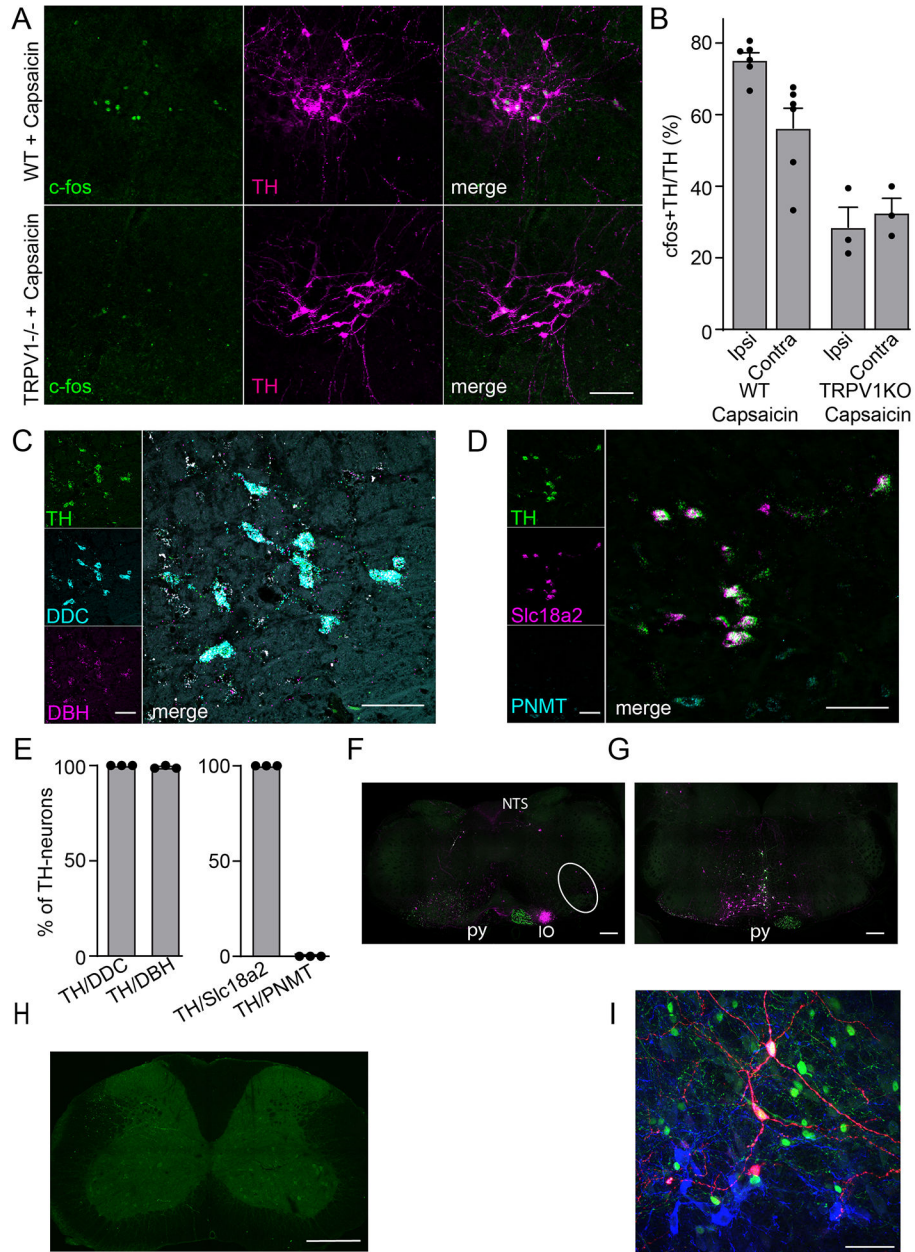 A
WT + Capsaicin
c-fos
TH
merge
TRPV1-/- + Capsaicin
c-fos
TH
merge
B
cfos+TH/TH (%)
80
60
40
20
0
Ipsi
Contra
Ipsi
Contra
WT
Capsaicin
TRPV1KO
Capsaicin
C
TH
DDC
DBH
merge
D
TH
Slc18a2
PNMT
merge
E
% of TH-neurons
100
50
0
TH/DDC
TH/DBH
100
50
0
TH/Slc18a2
TH/PNMT
F
NTS
py
IO
G
py
H
I